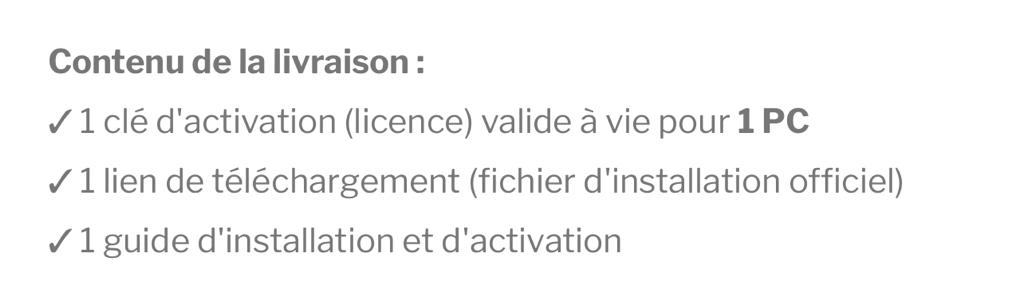 Contenu de la livraison :
✓1 clé d'activation (licence) valide à vie pour 1 PC
✓1 lien de téléchargement (fichier d'installation officiel)
✓1 guide d'installation et d'activation